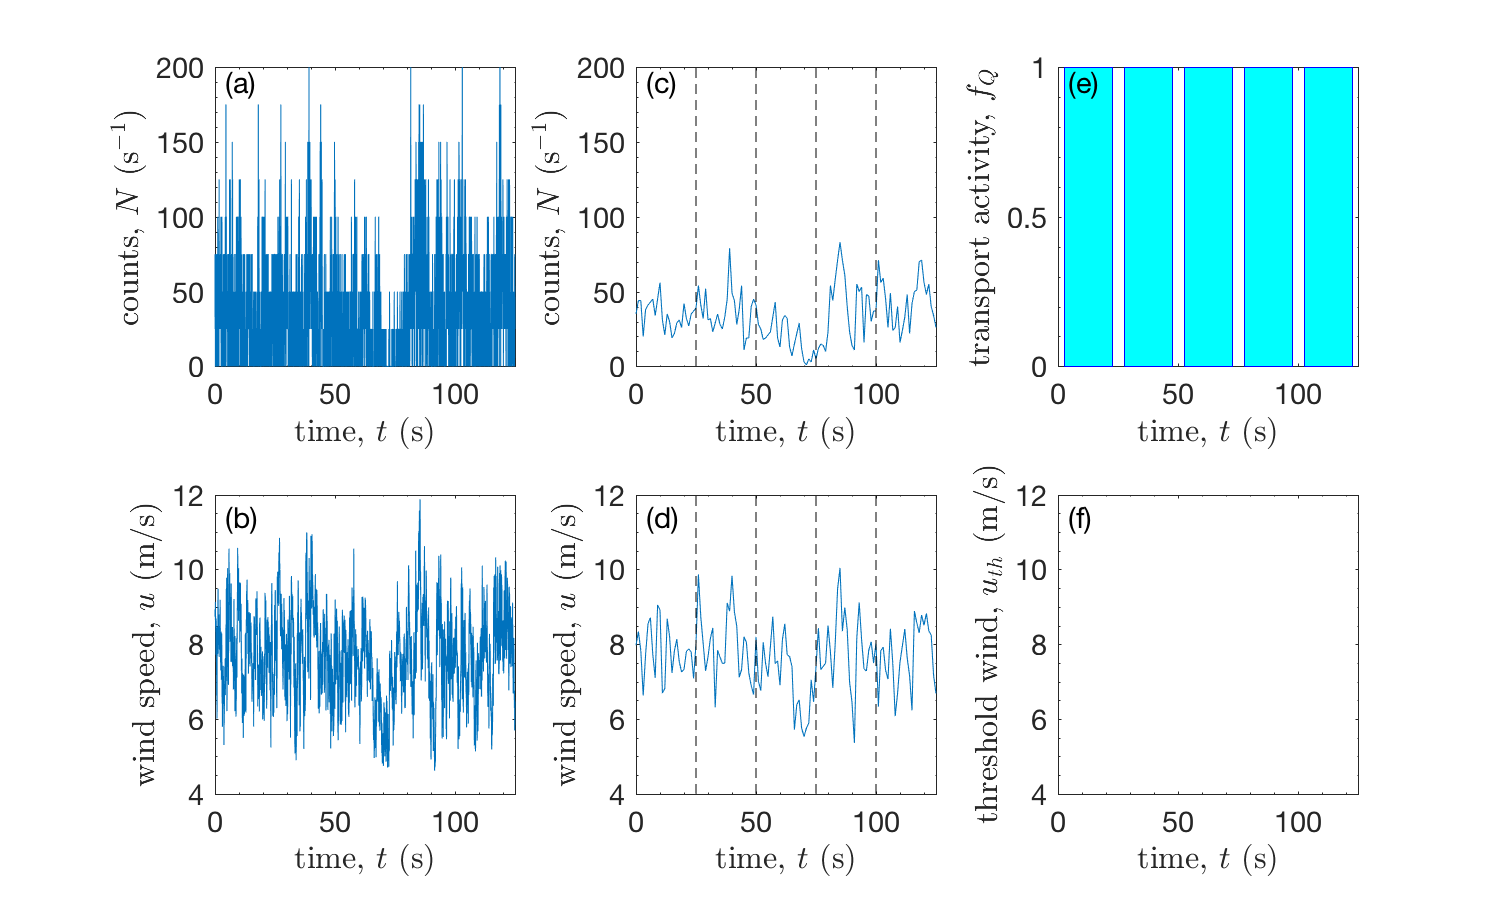 (a)
200
150
100
50
0
counts, N (s⁻¹)
0 50 100
time, t (s)
(c)
200
150
100
50
0
counts, N (s⁻¹)
0 50 100
time, t (s)
(e)
1
0.5
0
transport activity, f_Q
0 50 100
time, t (s)
(b)
12
10
8
6
4
wind speed, u (m/s)
0 50 100
time, t (s)
(d)
12
10
8
6
4
wind speed, u (m/s)
0 50 100
time, t (s)
(f)
12
10
8
6
4
threshold wind, u_th (m/s)
0 50 100
time, t (s)